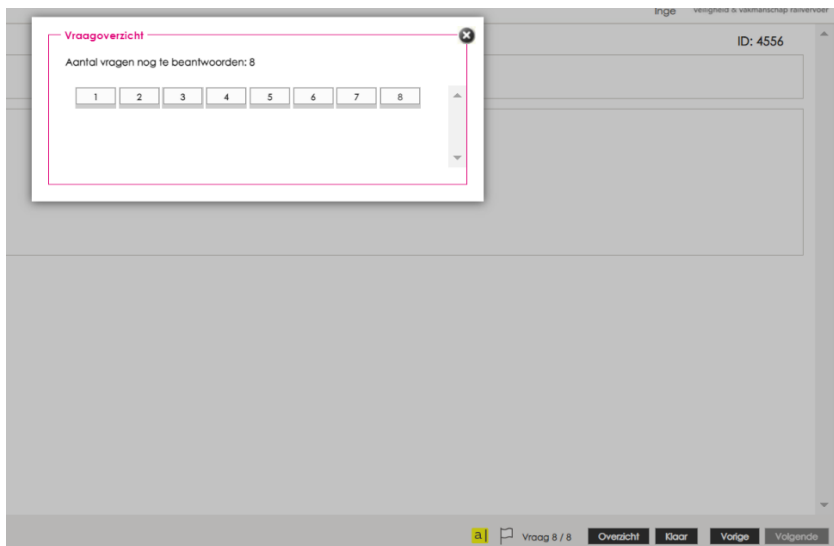 Inge Veiligheid & vakmanschap railvervoer
Vraagoverzicht
ID: 4556
Aantal vragen nog te beantwoorden: 8
1 2 3 4 5 6 7 8
a Vraag 8 / 8 Overzicht Klaar Vorige Volgende